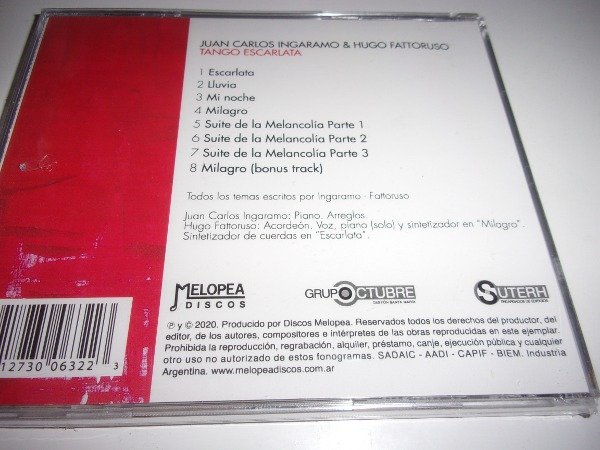 JUAN CARLOS INGARAMO & HUGO FATTORUSO
TANGO ESCARLATA
1 Escarlata
2 Lluvia
3 Mi noche
4 Milagro
5 Suite de la Melancolía Parte 1
6 Suite de la Melancolía Parte 2
7 Suite de la Melancolía Parte 3
8 Milagro (bonus track)
Todos los temas escritos por Ingaramo - Fattoruso
Juan Carlos Ingaramo: Piano, Arreglos
Hugo Fattoruso: Acordeón, Voz, piano (solo) y sintetizador en "Milagro".
Sintetizador de cuerdas en "Escarlata".
MELOPEA
DISCOS
GRUPO OCTUBRE
SUTERH
12730 06322 3
℗ y © 2020. Producido por Discos Melopea. Reservados todos los derechos del productor, del
editor, de los autores, compositores e intérpretes de las obras reproducidas en este ejemplar.
Prohibida la reproducción, regrabación, alquiler, préstamo, canje, ejecución pública y cualquier
otro uso no autorizado de estos fonogramas. SADAIC - AADI - CAPIF - BIEM. Industria
Argentina. www.melopeadiscos.com.ar